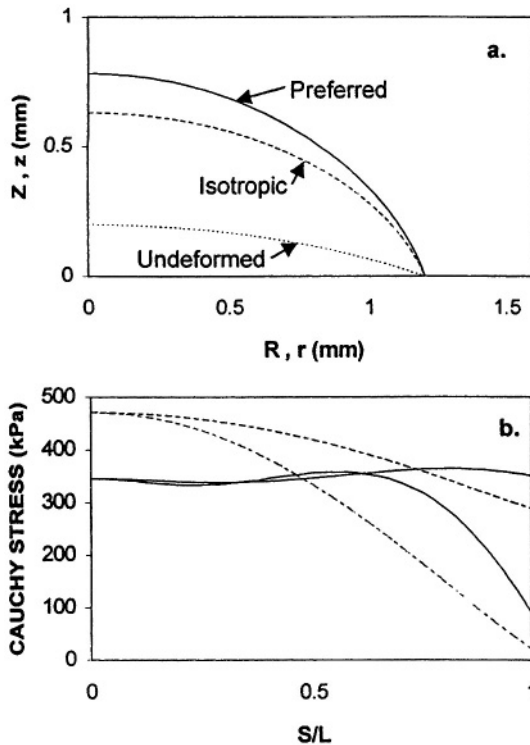 1
a.
Preferred
Z , z (mm)
0.5
Isotropic
Undeformed
0
0
0.5
1
1.5
R , r (mm)
500
b.
400
300
200
100
0
CAUCHY STRESS (kPa)
0
0.5
1
S/L